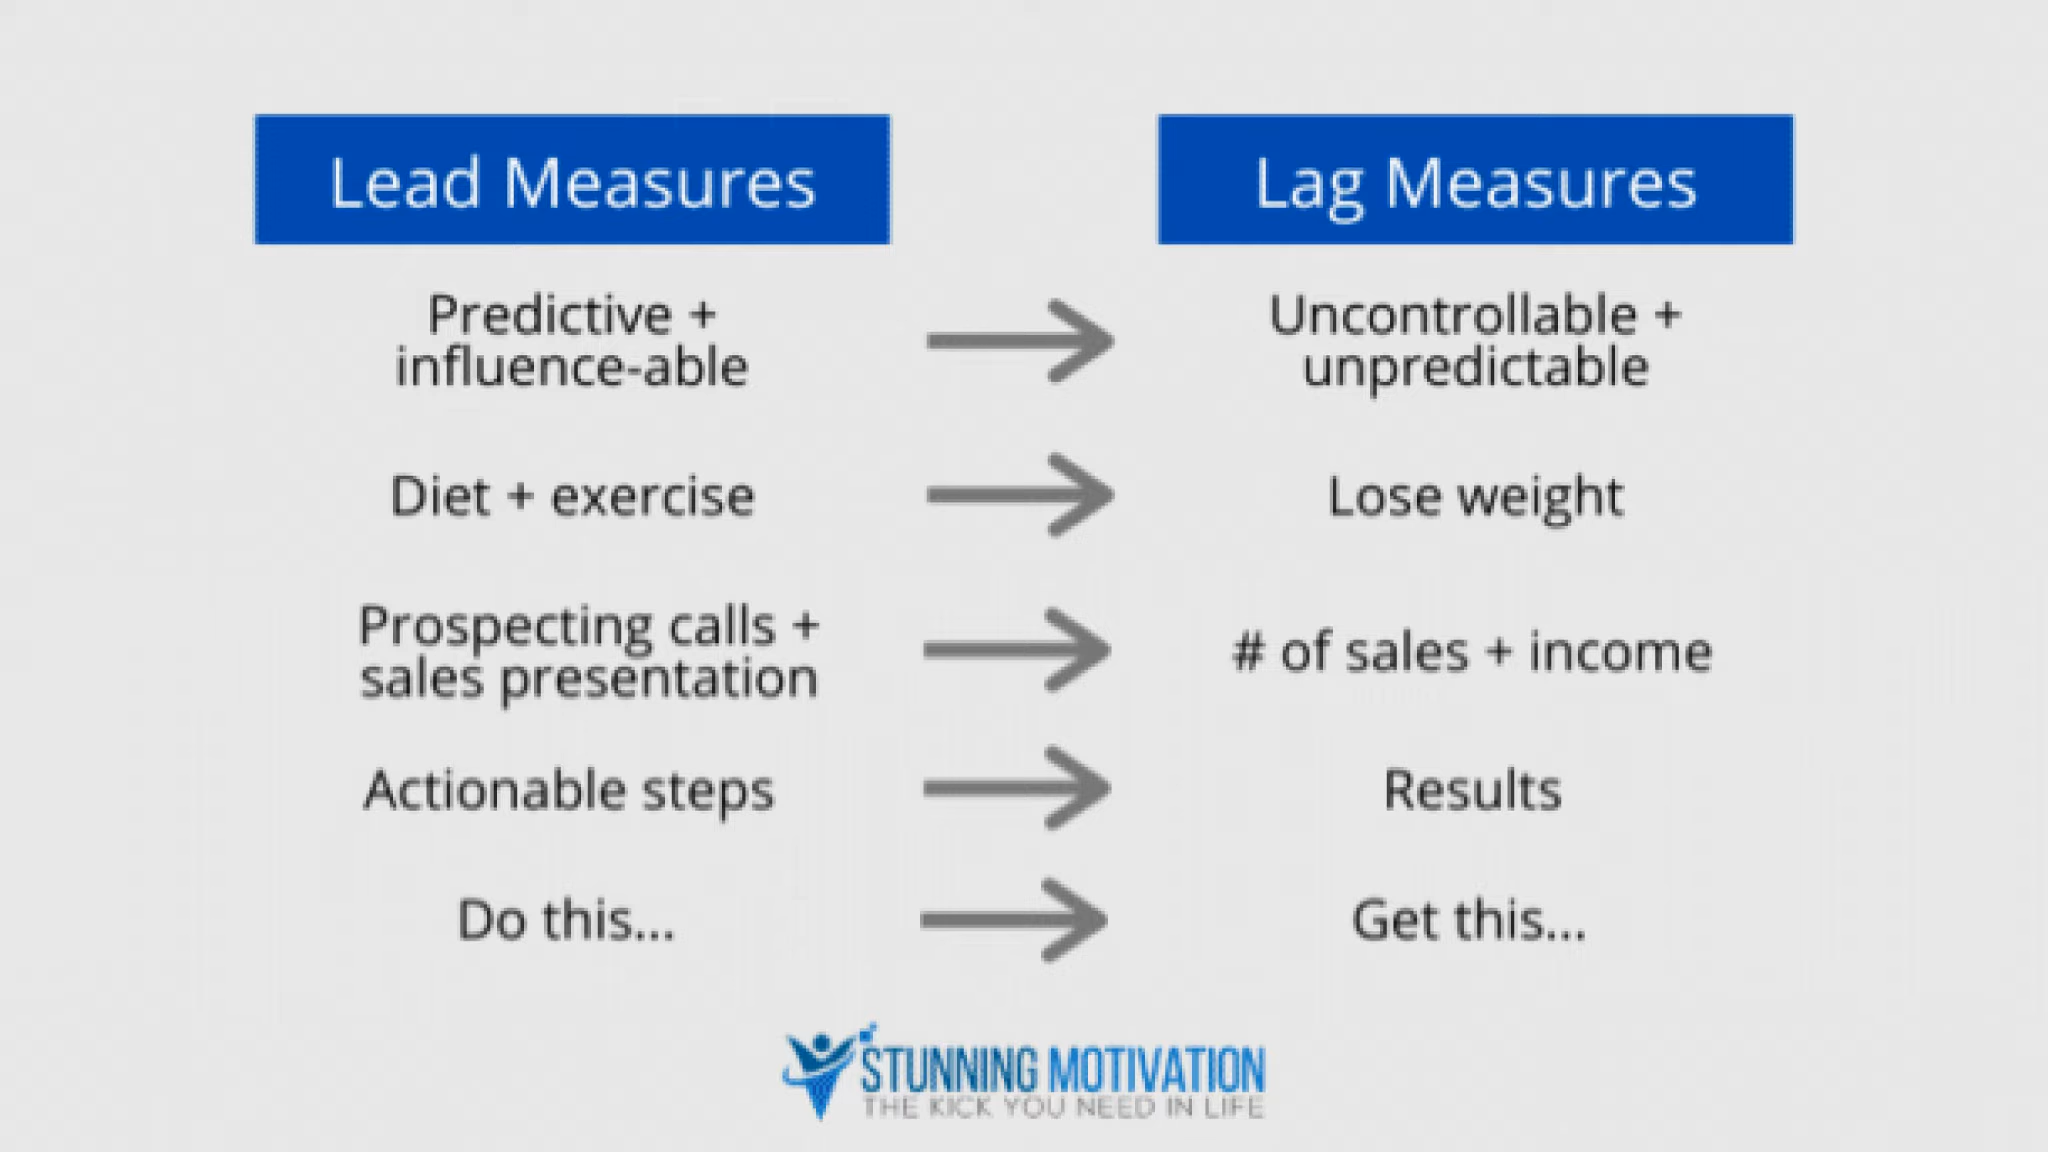 Lead Measures
Lag Measures
Predictive +
influence-able
Uncontrollable +
unpredictable
Diet + exercise
Lose weight
Prospecting calls +
sales presentation
# of sales + income
Actionable steps
Results
Do this...
Get this...
STUNNING MOTIVATION
THE KICK YOU NEED IN LIFE